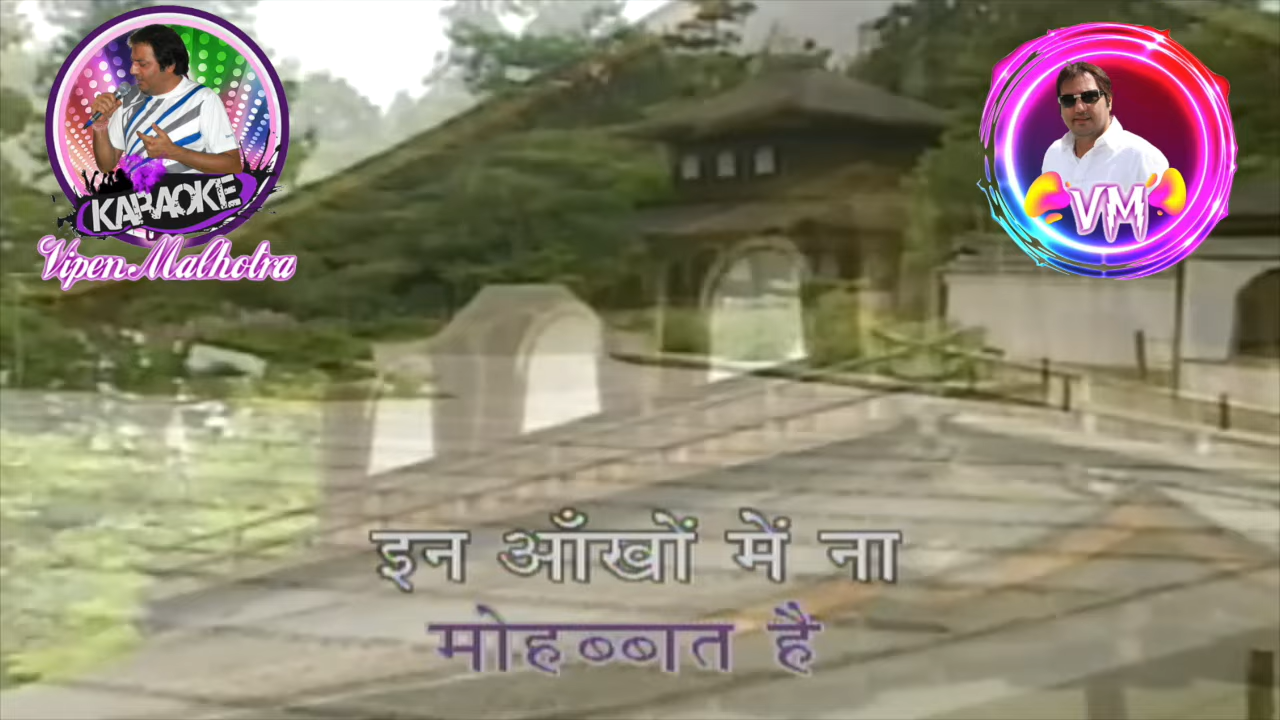 KARAOKE
Vipen Malhotra
VM
इन आँखों में ना
मोहब्बत है